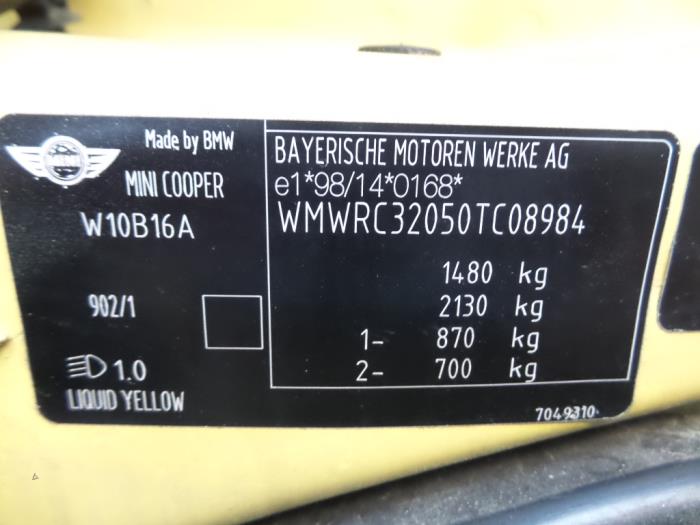 MINI
Made by BMW
MINI COOPER
W10B16A
902/1
1.0
LIQUID YELLOW
BAYERISCHE MOTOREN WERKE AG
e1*98/14*0168*
WMWRC32050TC08984
1480 kg
2130 kg
1- 870 kg
2- 700 kg
7049310